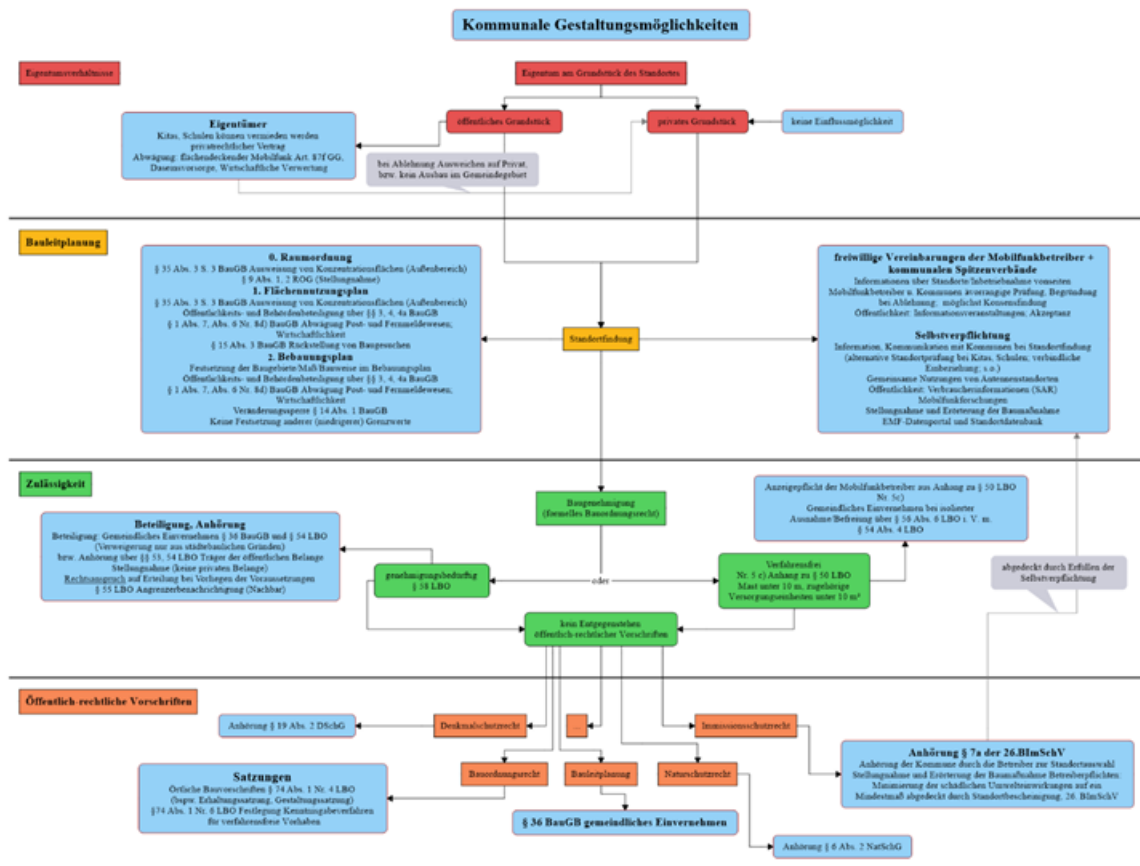 Kommunale Gestaltungsmöglichkeiten
Eigentumsverhältnisse
Eigentum am Grundstück des Standortes
Eigentümer
Kitas, Schulen können vermieden werden
privatrechtlicher Vertrag
Abwägung: flächendeckender Mobilfunk Art. 87f GG,
Daseinsvorsorge, Wirtschaftliche Verwertung
öffentliches Grundstück
privates Grundstück
keine Einflussmöglichkeit
bei Ablehnung Ausweichen auf Privat,
bzw. kein Ausbau im Gemeindegebiet
Bauleitplanung
0. Raumordnung
§ 35 Abs. 3 S. 3 BauGB Ausweisung von Konzentrationsflächen (Außenbereich)
§ 9 Abs. 1, 2 ROG (Stellungnahme)
1. Flächennutzungsplan
§ 35 Abs. 3 S. 3 BauGB Ausweisung von Konzentrationsflächen (Außenbereich)
Öffentlichkeits- und Behördenbeteiligung über §§ 3, 4, 4a BauGB
§ 1 Abs. 7, Abs. 6 Nr. 8d) BauGB Abwägung Post- und Fernmeldewesen;
Wirtschaftlichkeit
§ 15 Abs. 3 BauGB Rückstellung von Baugesuchen
2. Bebauungsplan
Festsetzung der Baugebiete/Maß/Bauweise im Bebauungsplan
Öffentlichkeits- und Behördenbeteiligung über §§ 3, 4, 4a BauGB
§ 1 Abs. 7, Abs. 6 Nr. 8d) BauGB Abwägung Post- und Fernmeldewesen;
Wirtschaftlichkeit
Veränderungssperre § 14 Abs. 1 BauGB
Keine Festsetzung anderer (niedrigerer) Grenzwerte
Standortfindung
freiwillige Vereinbarungen der Mobilfunkbetreiber +
kommunalen Spitzenverbände
Informationen über Standorte/Inbetriebnahme vonseiten
Mobilfunkbetreiber u. Kommunen /vorrangige Prüfung, Begründung
bei Ablehnung; möglichst Konsensfindung
Öffentlichkeit: Informationsveranstaltungen, Akzeptanz
Selbstverpflichtung
Information, Kommunikation mit Kommunen bei Standortfindung
(alternative Standortprüfung bei Kitas, Schulen; verbindliche
Einbeziehung; s.o.)
Gemeinsame Nutzungen von Antennenstandorten
Öffentlichkeit: Verbraucherinformationen (SAR)
Mobilfunkforschungen
Stellungnahme und Erörterung der Baumaßnahme
EMF-Datenportal und Standortdatenbank
Zulässigkeit
Baugenehmigung
(formelles Bauordnungsrecht)
Anzeigepflicht der Mobilfunkbetreiber aus Anhang zu § 50 LBO
Nr. 5c)
Gemeindliches Einvernehmen bei isolierter
Ausnahme/Befreiung über § 56 Abs. 6 LBO i. V. m.
§ 54 Abs. 4 LBO
Beteiligung, Anhörung
Beteiligung: Gemeindliches Einvernehmen § 36 BauGB und § 54 LBO
(Verweigerung nur aus städtebaulichen Gründen)
bzw. Anhörung über §§ 53, 54 LBO Träger der öffentlichen Belange
Stellungnahme (keine privaten Belange)
Rechtsanspruch auf Erteilung bei Vorliegen der Voraussetzungen
§ 55 LBO Angrenzerbenachrichtigung (Nachbar)
genehmigungsbedürftig
§ 58 LBO
oder
Verfahrensfrei
Nr. 5 c) Anhang zu § 50 LBO
Mast unter 10 m, zugehörige
Versorgungseinheiten unter 10 m³
abgedeckt durch Erfüllen der
Selbstverpflichtung
kein Entgegenstehen
öffentlich-rechtlicher Vorschriften
Öffentlich-rechtliche Vorschriften
Anhörung § 19 Abs. 2 DSchG
Denkmalschutzrecht
...
Immissionsschutzrecht
Satzungen
Örtliche Bauvorschriften § 74 Abs. 1 Nr. 4 LBO
(bspw. Erhaltungssatzung, Gestaltungssatzung)
§74 Abs. 1 Nr. 6 LBO Festlegung Kenntnisgabeverfahren
für verfahrensfreie Vorhaben
Bauordnungsrecht
Bauleitplanung
Naturschutzrecht
Anhörung § 7a der 26.BImSchV
Anhörung der Kommune durch die Betreiber zur Standortauswahl
Stellungnahme und Erörterung der Baumaßnahme Betreiberpflichten:
Minimierung der schädlichen Umwelteinwirkungen auf ein
Mindestmaß abgedeckt durch Standortbescheinigung, 26. BImSchV
§ 36 BauGB gemeindliches Einvernehmen
Anhörung § 6 Abs. 2 NatSchG